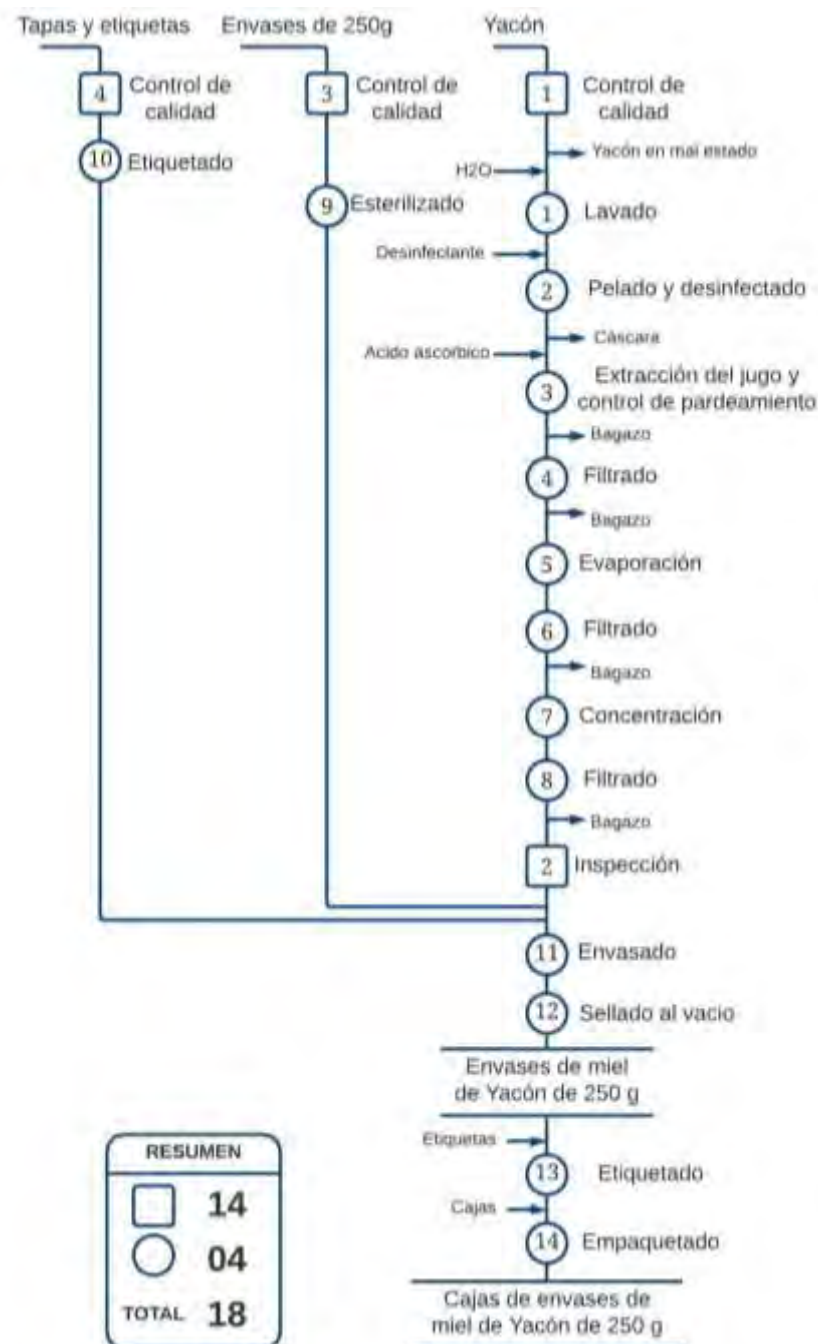 Tapas y etiquetas
Envases de 250g
Yacón
4
Control de
calidad
3
Control de
calidad
1
Control de
calidad
Yacón en mal estado
10
Etiquetado
H2O
9
Esterilizado
1
Lavado
Desinfectante
2
Pelado y desinfectado
Cáscara
Acido ascorbico
3
Extracción del jugo y
control de pardeamiento
Bagazo
4
Filtrado
Bagazo
5
Evaporación
6
Filtrado
Bagazo
7
Concentración
8
Filtrado
Bagazo
2
Inspección
11
Envasado
12
Sellado al vacio
Envases de miel
de Yacón de 250 g
Etiquetas
13
Etiquetado
Cajas
14
Empaquetado
Cajas de envases de
miel de Yacón de 250 g
RESUMEN
14
04
TOTAL 18